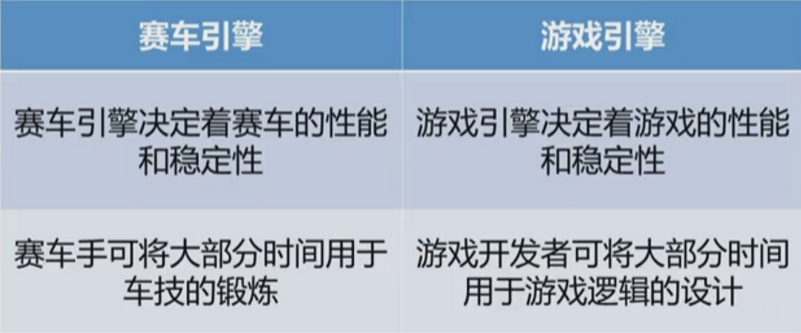 赛车引擎
游戏引擎
赛车引擎决定着赛车的性能
和稳定性
游戏引擎决定着游戏的性能
和稳定性
赛车手可将大部分时间用于
车技的锻炼
游戏开发者可将大部分时间
用于游戏逻辑的设计